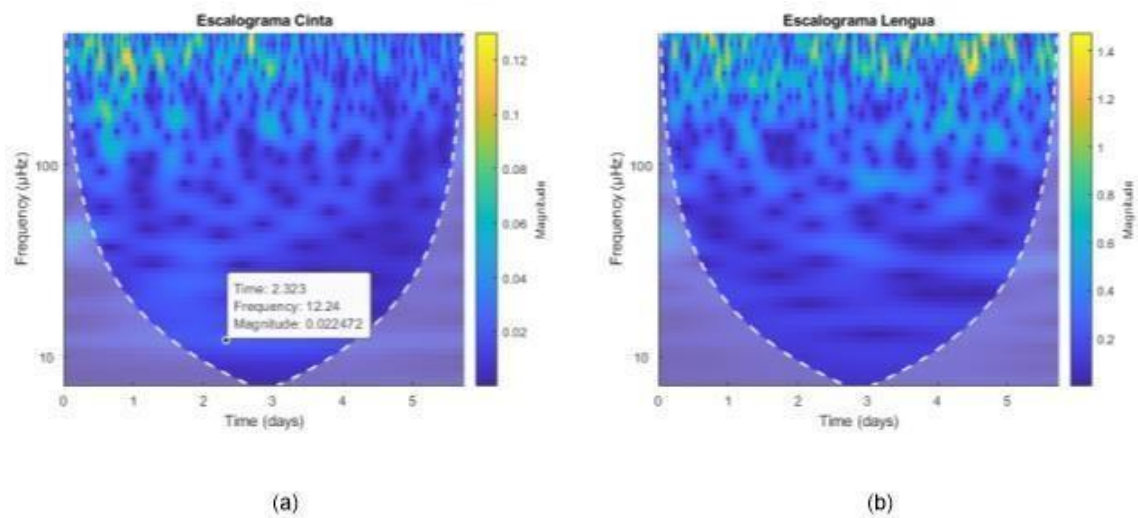 Escalograma Cinta
Frequency (μHz)
100
10
Time: 2.323
Frequency: 12.24
Magnitude: 0.022472
0 1 2 3 4 5
Time (days)
0.12
0.1
0.08
0.06
0.04
0.02
Magnitude
(a)
Escalograma Lengua
Frequency (μHz)
100
10
0 1 2 3 4 5
Time (days)
1.4
1.2
1
0.8
0.6
0.4
0.2
Magnitude
(b)